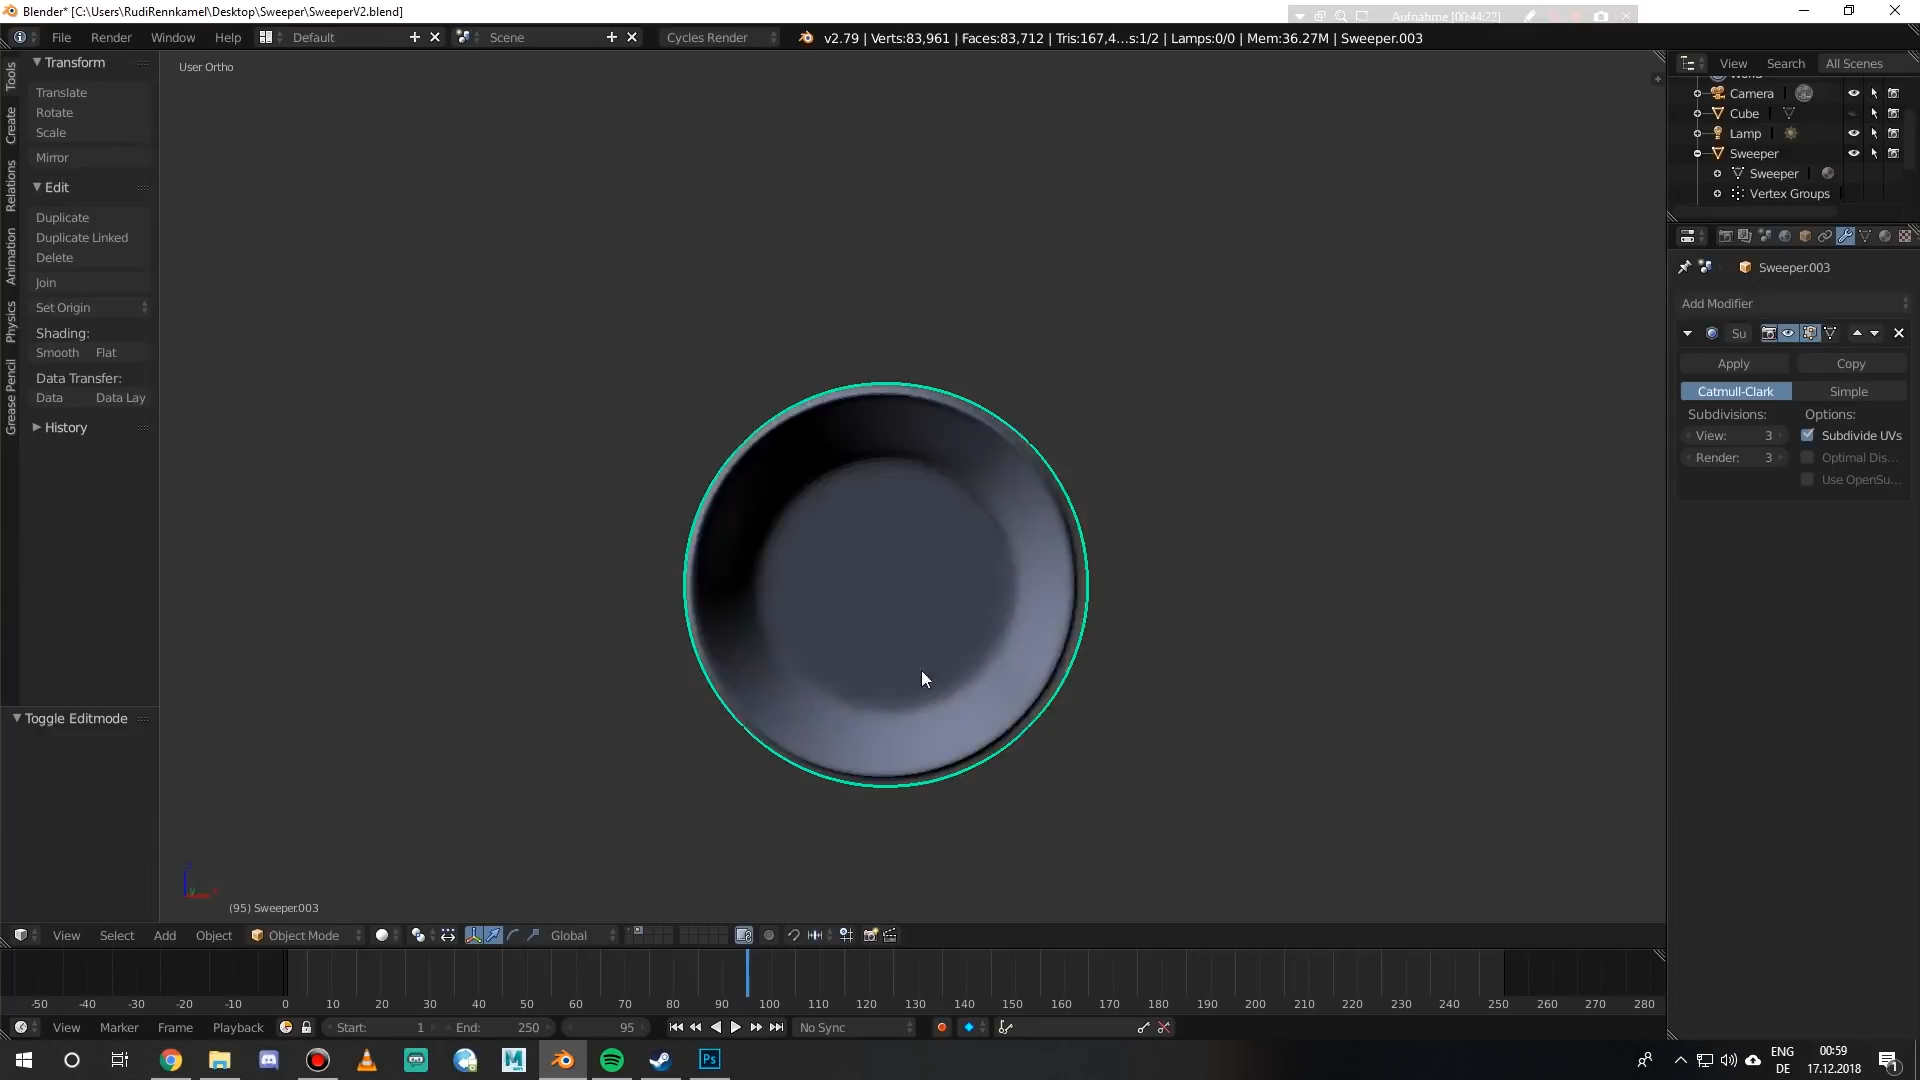 Blender* [C:\Users\RudiRennkamel\Desktop\Sweeper\SweeperV2.blend]
Aufnahme [00:44:22]
File Render Window Help Default Scene Cycles Render v2.79 | Verts:83,961 | Faces:83,712 | Tris:167,4...s:1/2 | Lamps:0/0 | Mem:36.27M | Sweeper.003
Tools
Create
Relations
Animation
Physics
Grease Pencil
Transform
Translate
Rotate
Scale
Mirror
Edit
Duplicate
Duplicate Linked
Delete
Join
Set Origin
Shading:
Smooth Flat
Data Transfer:
Data Data Lay
History
Toggle Editmode
User Ortho
(95) Sweeper.003
View Search All Scenes
World
Camera
Cube
Lamp
Sweeper
Sweeper
Vertex Groups
Sweeper.003
Add Modifier
Su
Apply Copy
Catmull-Clark Simple
Subdivisions: Options:
View: 3 Subdivide UVs
Render: 3 Optimal Dis...
Use OpenSu...
View Select Add Object Object Mode Global
-50 -40 -30 -20 -10 0 10 20 30 40 50 60 70 80 90 100 110 120 130 140 150 160 170 180 190 200 210 220 230 240 250 260 270 280
View Marker Frame Playback Start: 1 End: 250 95 No Sync
Ps
ENG
DE
00:59
17.12.2018
1